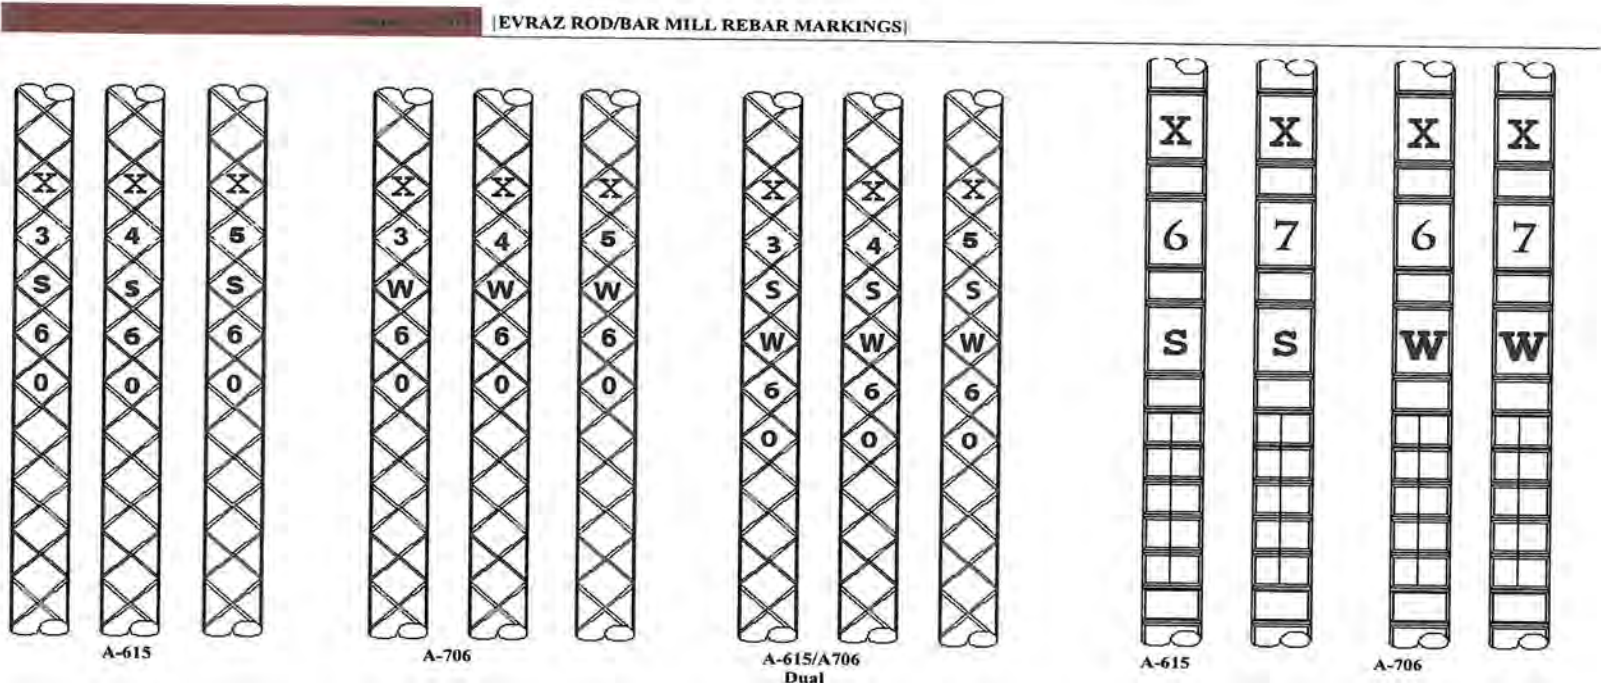 [EVRAZ ROD/BAR MILL REBAR MARKINGS]
X X X X X X X X X X X X X
3 4 5 3 4 5 3 4 5 6 7 6 7
S S S W W W S S S S S W W
6 6 6 6 6 6 W W W
0 0 0 0 0 0 6 6 6
0 0 0
A-615 A-706 A-615/A706 A-615 A-706
Dual